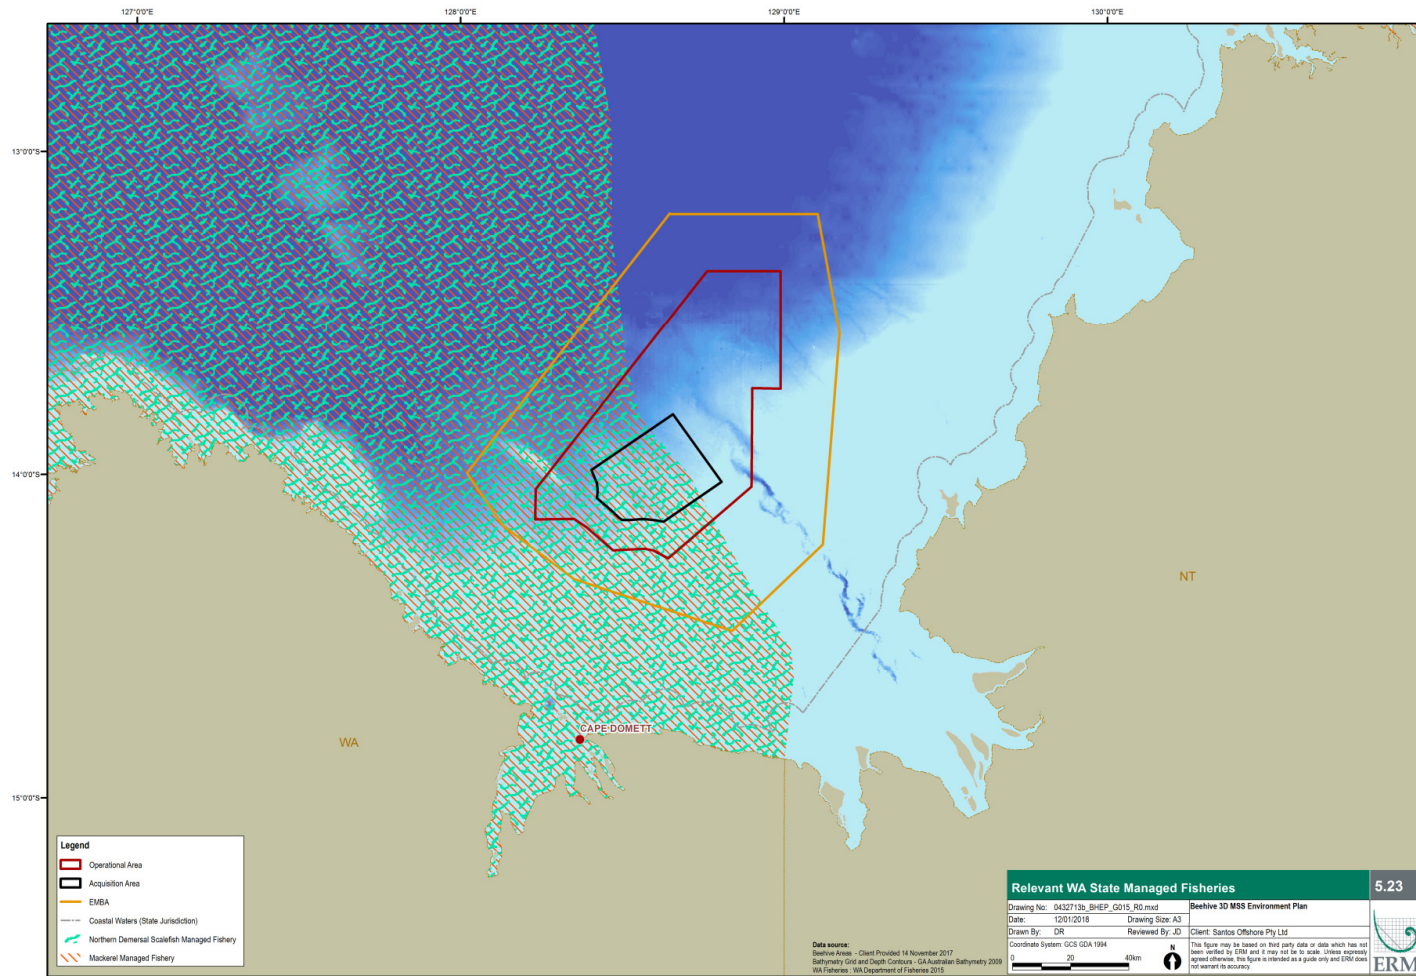 127°0'0"E
128°0'0"E
129°0'0"E
130°0'0"E
13°0'0"S
14°0'0"S
15°0'0"S
NT
WA
CAPE DOMETT
Legend
Operational Area
Acquisition Area
EMBA
Coastal Waters (State Jurisdiction)
Northern Demersal Scalefish Managed Fishery
Mackerel Managed Fishery
Data source:
Beehive Areas - Client Provided 14 November 2017
Bathymetry Grid and Depth Contours - GA Australian Bathymetry 2009
WA Fisheries : WA Department of Fisheries 2015
Relevant WA State Managed Fisheries
5.23
Drawing No: 0432713b_BHEP_G015_R0.mxd
Beehive 3D MSS Environment Plan
Date: 12/01/2018 Drawing Size: A3
Drawn By: DR Reviewed By: JD
Client: Santos Offshore Pty Ltd
Coordinate System: GCS GDA 1994
N
0 20 40km
This figure may be based on third party data or data which has not
been verified by ERM and it may not be to scale. Unless expressly
agreed otherwise, this figure is intended as a guide only and ERM does
not warrant its accuracy.
ERM